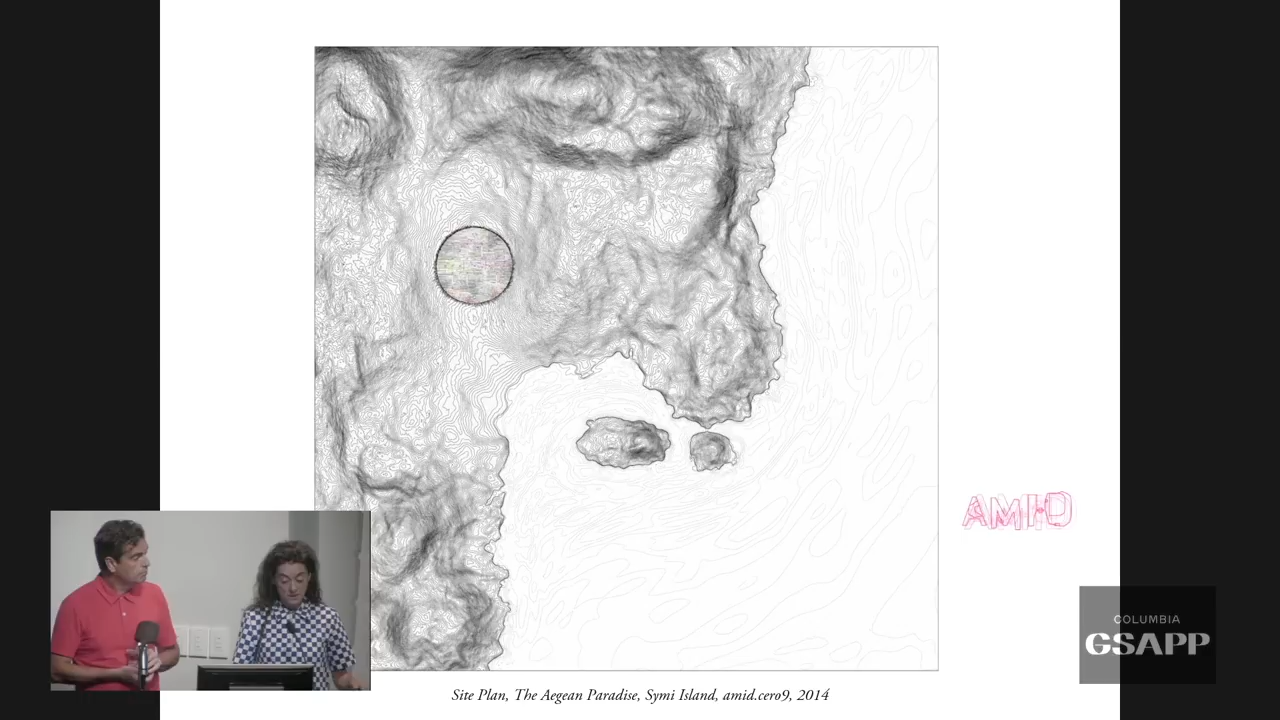 AMID
COLUMBIA
GSAPP
Site Plan, The Aegean Paradise, Symi Island, amid.cero9, 2014